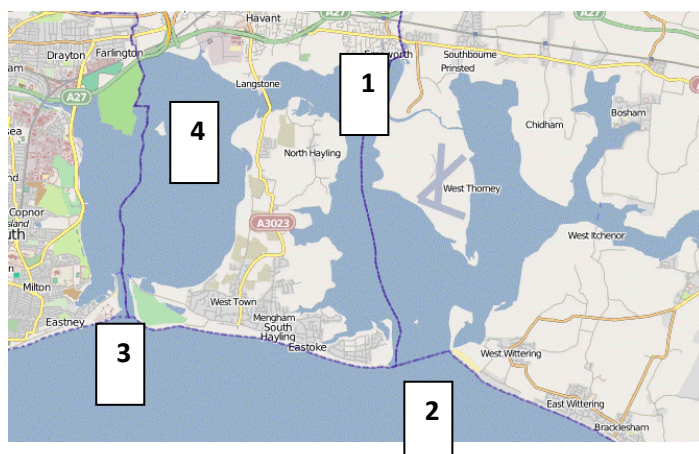 Havant
A27
A27
Drayton
Farlington
Southbourne
Prinsted
Langstone
1
A27
Bosham
4
Chidham
North Hayling
West Thorney
Copnor
A3023
West Itchenor
West Town
Milton
Mengham
South
Hayling
Eastney
Eastoke
3
West Wittering
2
East Wittering
Bracklesham